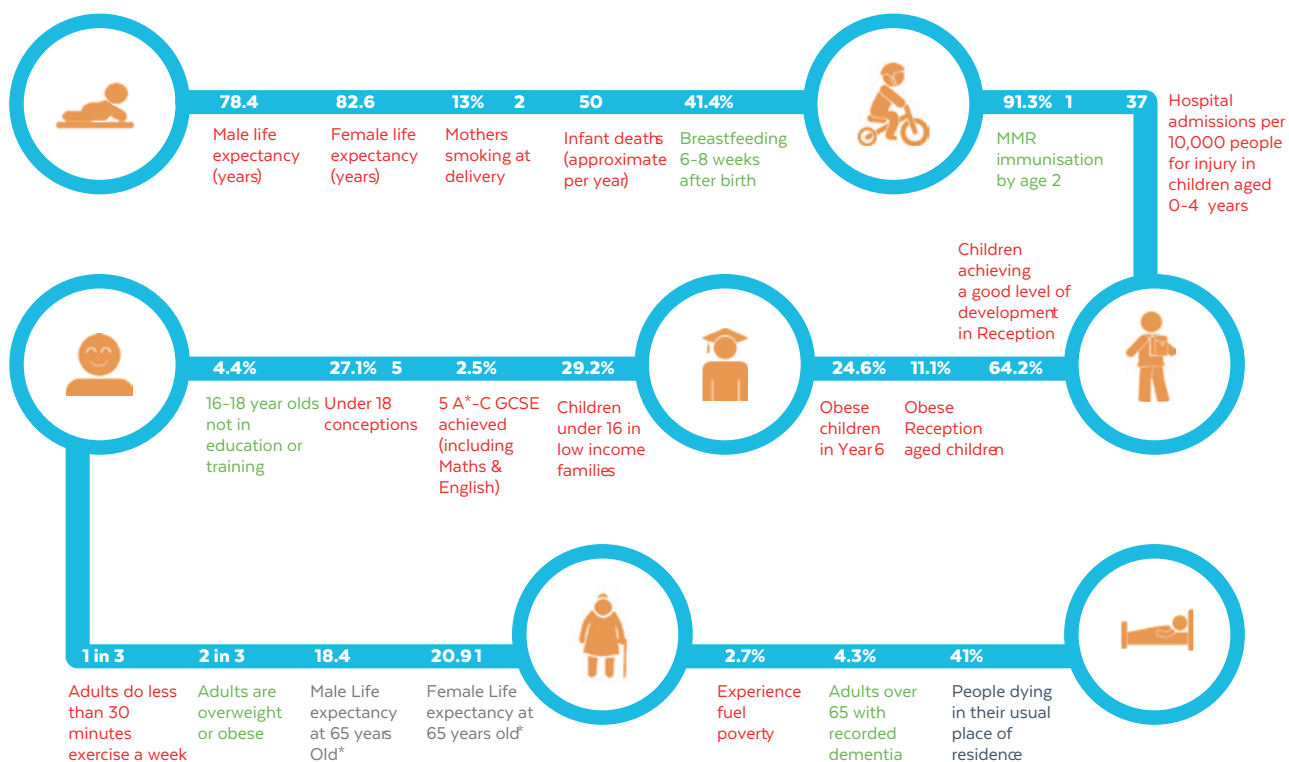 78.4 82.6 13% 2 50 41.4% 91.3% 1 37
Male life
expectancy
(years)
Female life
expectancy
(years)
Mothers
smoking at
delivery
Infant deaths
(approximate
per year)
Breastfeeding
6-8 weeks
after birth
MMR
immunisation
by age 2
Hospital
admissions per
10,000 people
for injury in
children aged
0-4 years
Children
achieving
a good level of
development
in Reception
4.4% 27.1% 5 2.5% 29.2% 24.6% 11.1% 64.2%
16-18 year olds
not in
education or
training
Under 18
conceptions
5 A*-C GCSE
achieved
(including
Maths &
English)
Children
under 16 in
low income
families
Obese
children
in Year 6
Obese
Reception
aged children
1 in 3 2 in 3 18.4 20.91 2.7% 4.3% 41%
Adults do less
than 30
minutes
exercise a week
Adults are
overweight
or obese
Male Life
expectancy
at 65 years
Old*
Female Life
expectancy at
65 years old*
Experience
fuel
poverty
Adults over
65 with
recorded
dementia
People dying
in their usual
place of
residence